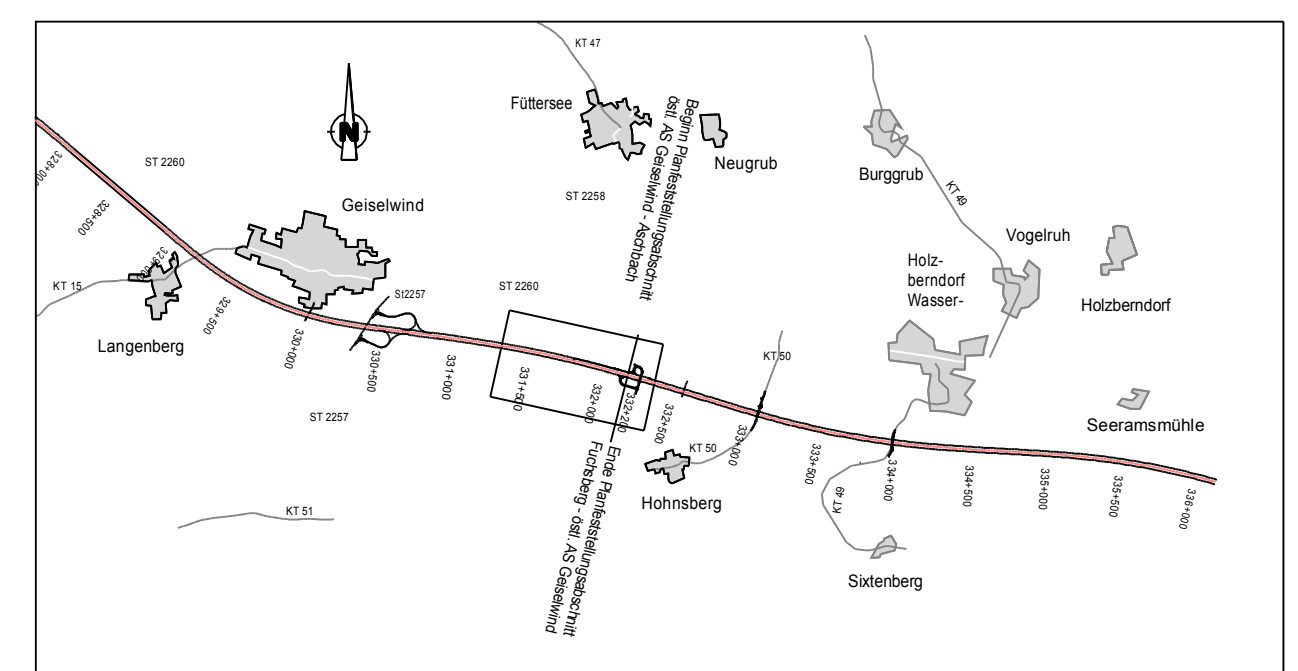 KT 47
Füttersee
Neugrub
Beginn Planfeststellungsabschnitt
östl. AS Geiselwind - Aschbach
Burggrub
KT 49
ST 2260
328+000
328+500
329+000
N
Geiselwind
ST 2258
Vogelruh
Holz-
berndorf
Wasser-
Holzberndorf
KT 15
329+500
Langenberg
St2257
ST 2260
330+000
330+500
331+000
331+500
332+000
332+200
332+500
KT 50
333+000
333+500
334+000
334+500
335+000
335+500
336+000
Seeramsmühle
ST 2257
KT 50
Hohnsberg
Ende Planfeststellungsabschnitt
Fuchsberg - östl. AS Geiselwind
KT 49
KT 51
Sixtenberg